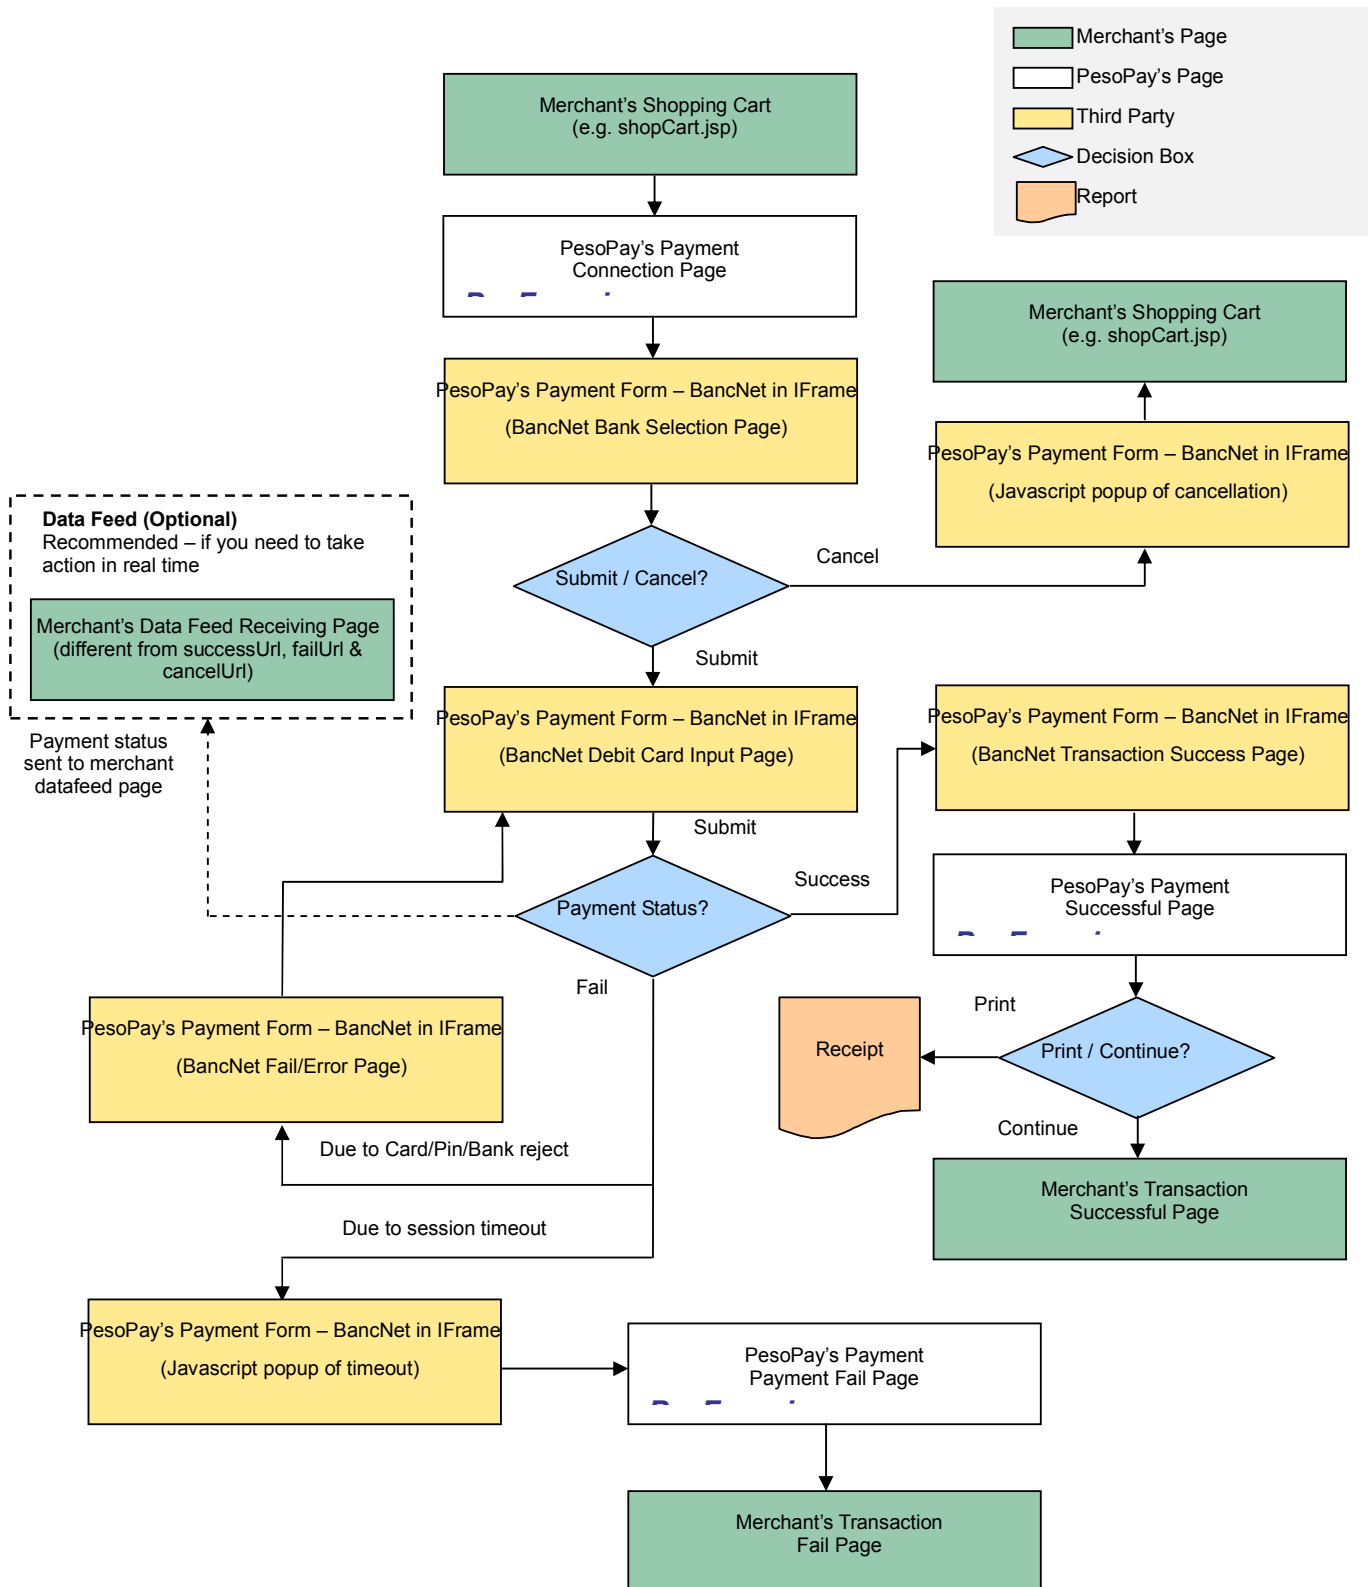 Merchant's Page
PesoPay's Page
Third Party
Decision Box
Report
Merchant's Shopping Cart
(e.g. shopCart.jsp)
PesoPay's Payment
Connection Page
Merchant's Shopping Cart
(e.g. shopCart.jsp)
PesoPay's Payment Form – BancNet in IFrame
(BancNet Bank Selection Page)
PesoPay's Payment Form – BancNet in IFrame
(Javascript popup of cancellation)
Data Feed (Optional)
Recommended – if you need to take
action in real time
Merchant's Data Feed Receiving Page
(different from successUrl, failUrl &
cancelUrl)
Payment status
sent to merchant
datafeed page
Submit / Cancel?
Cancel
Submit
PesoPay's Payment Form – BancNet in IFrame
(BancNet Debit Card Input Page)
PesoPay's Payment Form – BancNet in IFrame
(BancNet Transaction Success Page)
Submit
Payment Status?
Success
Fail
PesoPay's Payment
Successful Page
Print
Print / Continue?
Receipt
Continue
PesoPay's Payment Form – BancNet in IFrame
(BancNet Fail/Error Page)
Due to Card/Pin/Bank reject
Due to session timeout
Merchant's Transaction
Successful Page
PesoPay's Payment Form – BancNet in IFrame
(Javascript popup of timeout)
PesoPay's Payment
Payment Fail Page
Merchant's Transaction
Fail Page